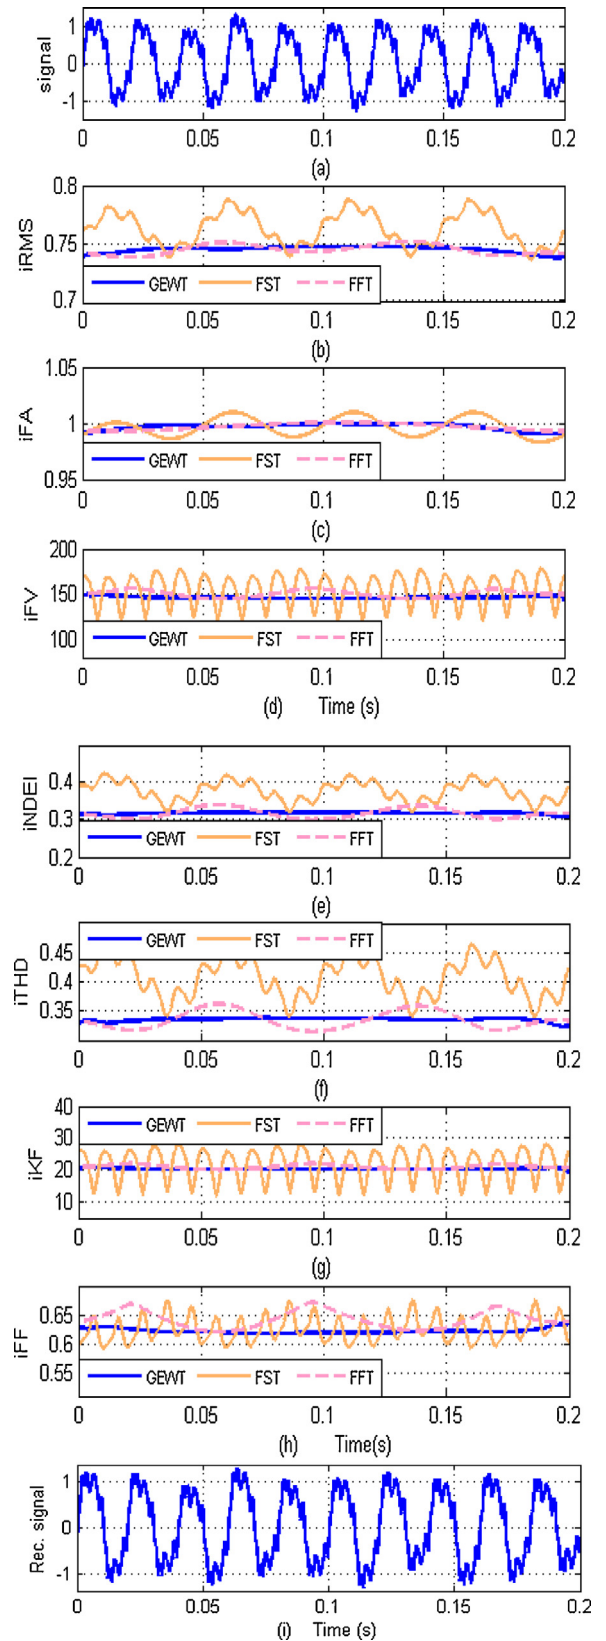 signal
1
0
-1
0 0.05 0.1 0.15 0.2
(a)
iRMS
0.8
0.75
0.7
GEWT FST FFT
0 0.05 0.1 0.15 0.2
(b)
iFA
1.05
1
0.95
GEWT FST FFT
0 0.05 0.1 0.15 0.2
(c)
iFV
200
150
100
GEWT FST FFT
0 0.05 0.1 0.15 0.2
(d) Time (s)
iNDEI
0.4
0.3
0.2
GEWT FST FFT
0 0.05 0.1 0.15 0.2
(e)
iTHD
GEWT FST FFT
0.45
0.4
0.35
0 0.05 0.1 0.15 0.2
(f)
iKF
40
GEWT FST FFT
30
20
10
0 0.05 0.1 0.15 0.2
(g)
iFF
0.65
0.6
0.55
GEWT FST FFT
0 0.05 0.1 0.15 0.2
(h) Time(s)
Rec. signal
1
0
-1
0 0.05 0.1 0.15 0.2
(i) Time (s)